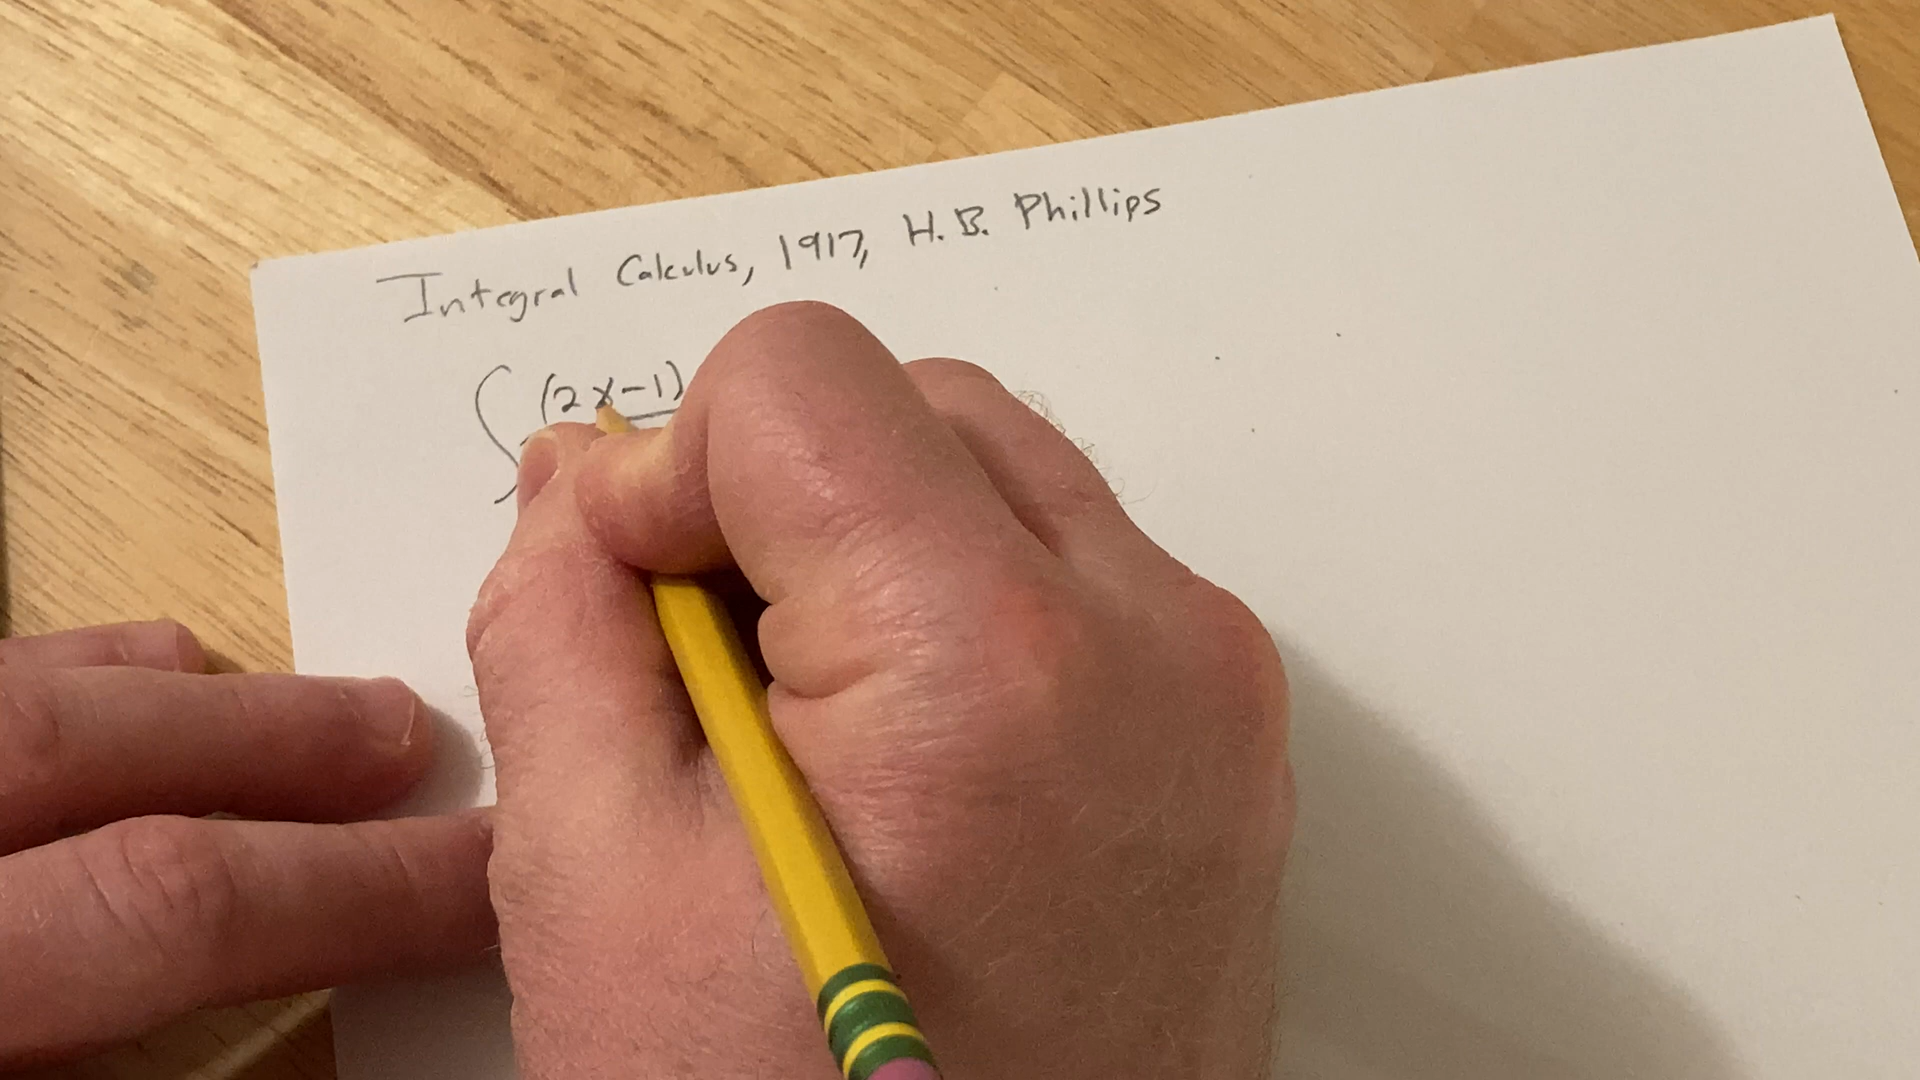 Integral Calculus, 1917, H. B. Phillips
∫ (2x-1)